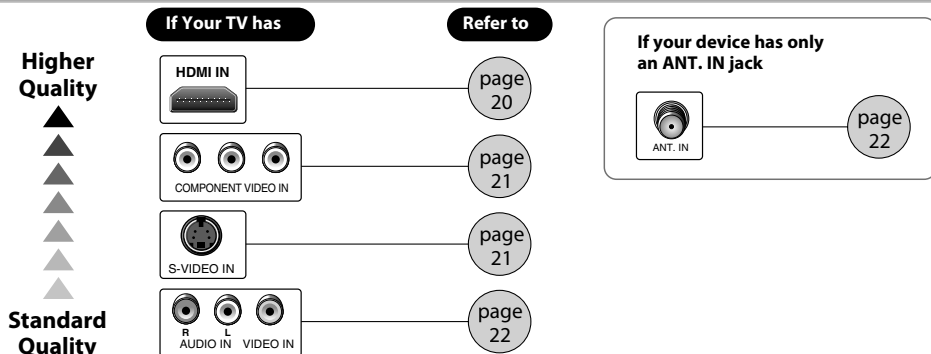 If Your TV has
Refer to
Higher
Quality
HDMI IN
page
20
COMPONENT VIDEO IN
page
21
S-VIDEO IN
page
21
R L
AUDIO IN VIDEO IN
page
22
Standard
Quality
If your device has only
an ANT. IN jack
ANT. IN
page
22